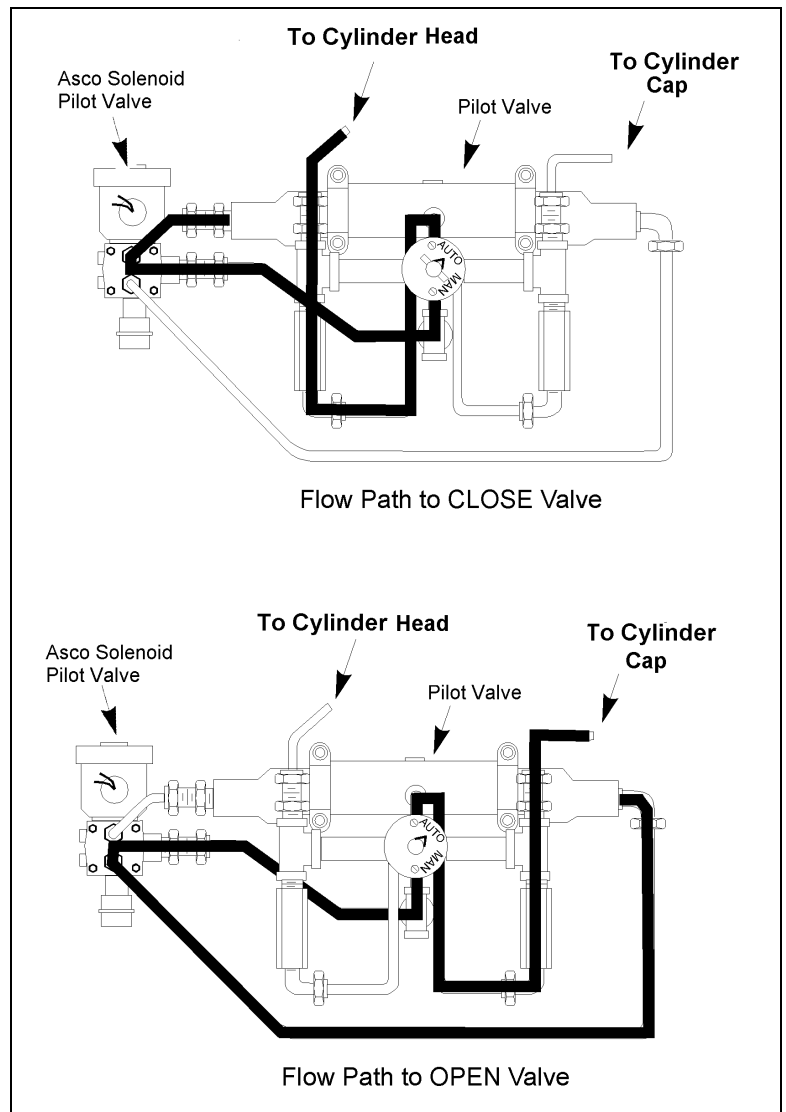 To Cylinder Head
To Cylinder
Cap
Asco Solenoid
Pilot Valve
Pilot Valve
AUTO
MAN
Flow Path to CLOSE Valve
To Cylinder Head
To Cylinder
Cap
Asco Solenoid
Pilot Valve
Pilot Valve
AUTO
MAN
Flow Path to OPEN Valve